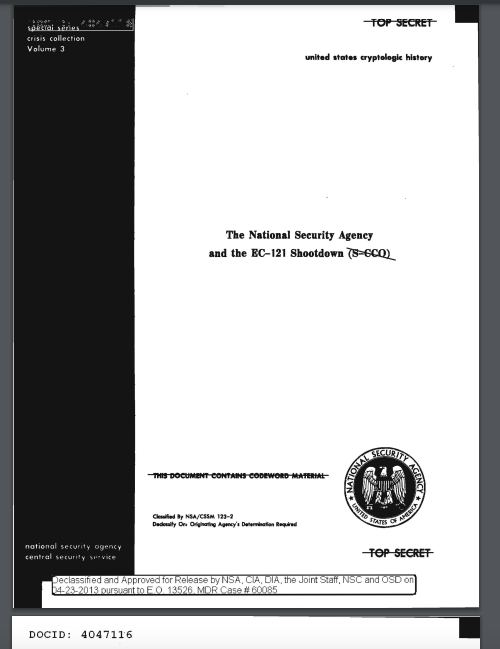 special series
crisis collection
Volume 3
TOP SECRET
united states cryptologic history
The National Security Agency
and the EC-121 Shootdown (S-CCO)
THIS DOCUMENT CONTAINS CODEWORD MATERIAL
Classified By NSA/CSSM 123-2
Declassify On: Originating Agency's Determination Required
NATIONAL SECURITY AGENCY
UNITED STATES OF AMERICA
national security agency
central security service
TOP SECRET
Declassified and Approved for Release by NSA, CIA, DIA, the Joint Staff, NSC and OSD on
04-23-2013 pursuant to E.O. 13526, MDR Case # 60085
DOCID: 4047116